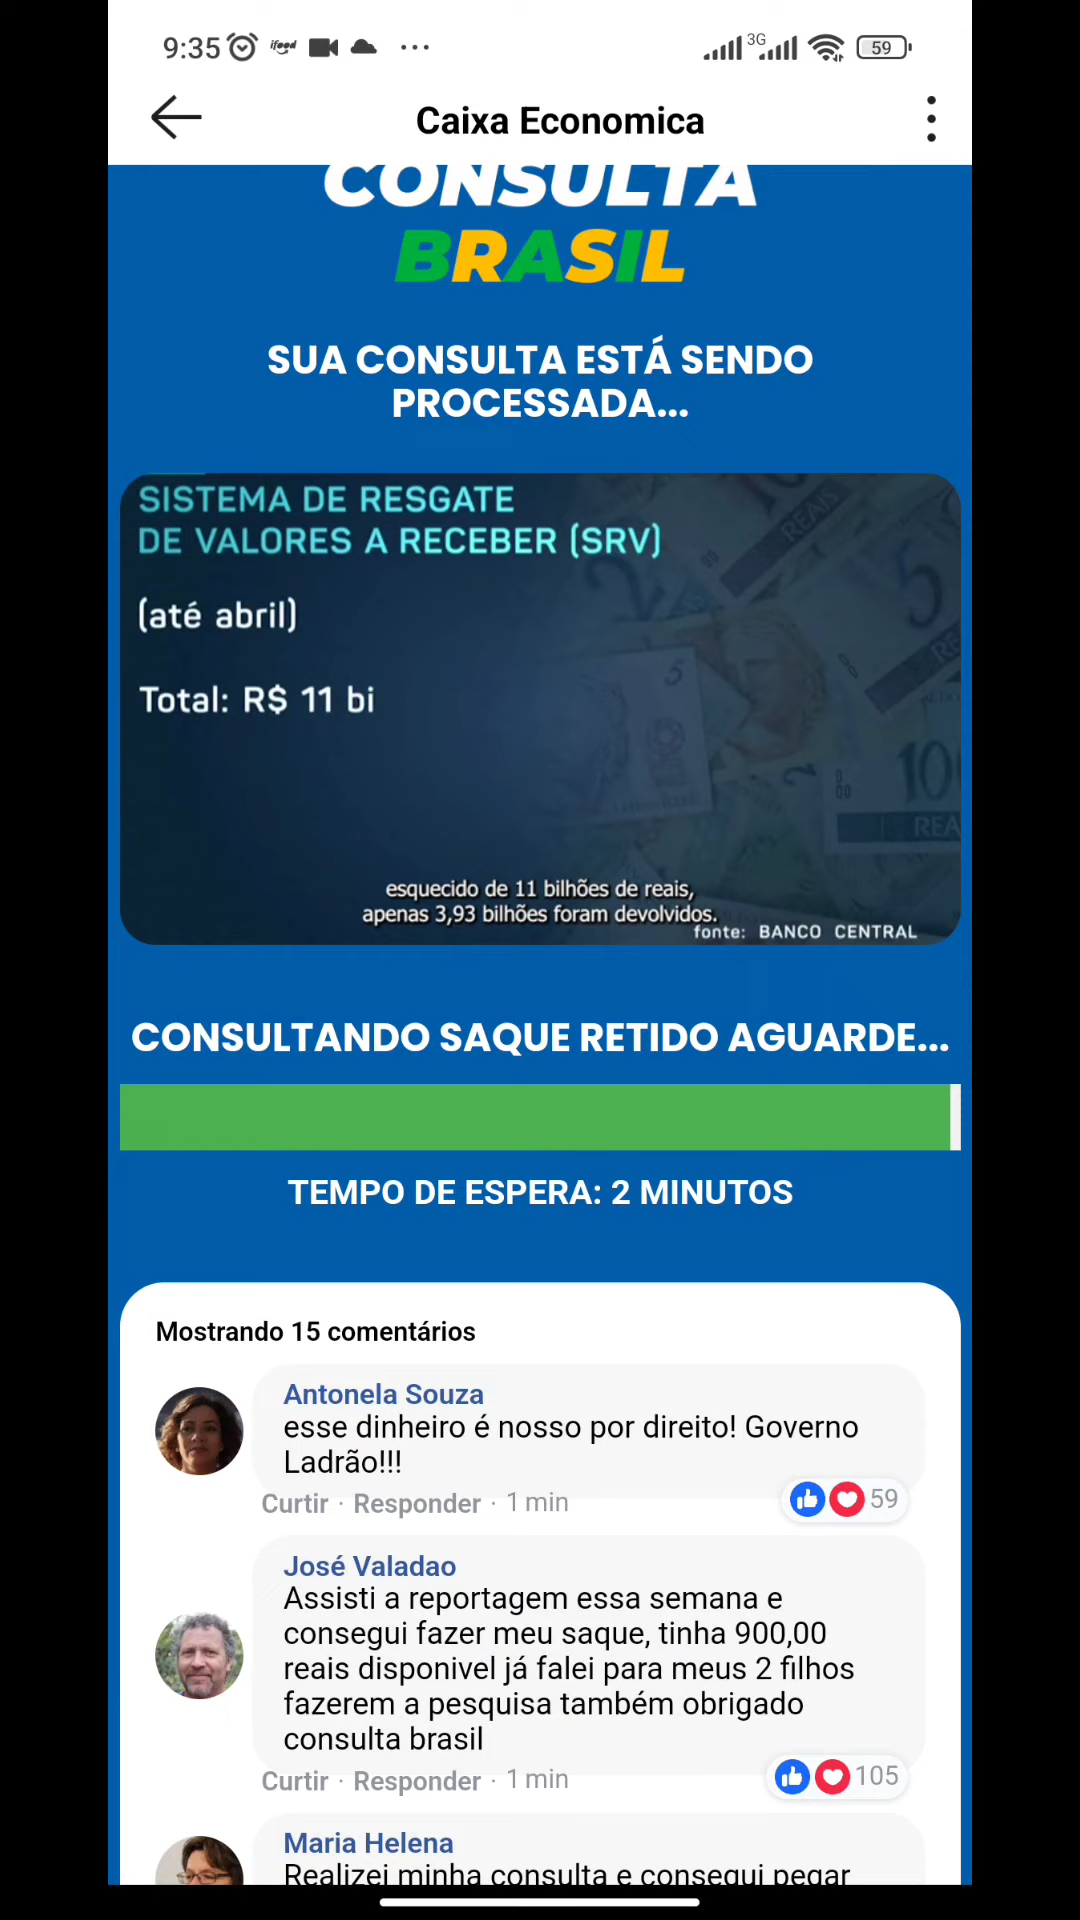 9:35
ifood
3G
59
Caixa Economica
CONSULTA
BRASIL
SUA CONSULTA ESTÁ SENDO
PROCESSADA...
SISTEMA DE RESGATE
DE VALORES A RECEBER (SRV)
(até abril)
Total: R$ 11 bi
esquecido de 11 bilhões de reais,
apenas 3,93 bilhões foram devolvidos.
fonte: BANCO CENTRAL
CONSULTANDO SAQUE RETIDO AGUARDE...
TEMPO DE ESPERA: 2 MINUTOS
Mostrando 15 comentários
Antonela Souza
esse dinheiro é nosso por direito! Governo
Ladrão!!!
Curtir · Responder · 1 min
59
José Valadao
Assisti a reportagem essa semana e
consegui fazer meu saque, tinha 900,00
reais disponivel já falei para meus 2 filhos
fazerem a pesquisa também obrigado
consulta brasil
Curtir · Responder · 1 min
105
Maria Helena
Realizei minha consulta e consegui pegar